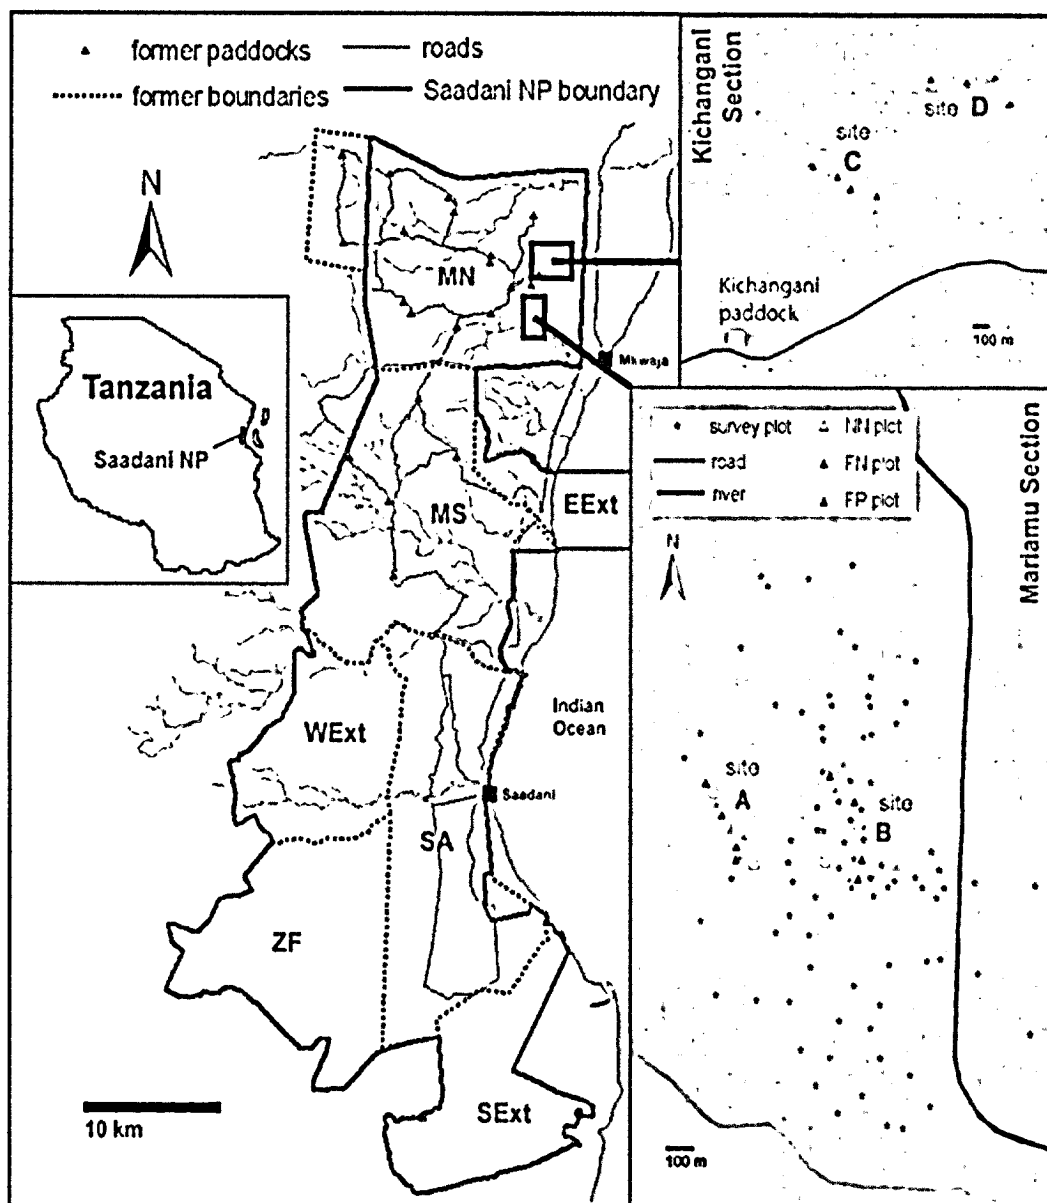 former paddocks
roads
former boundaries
Saadani NP boundary
N
MN
Mkwaja
Tanzania
Saadani NP
MS
EExt
WExt
Indian
Ocean
Saadani
SA
ZF
SExt
10 km
Kichangani
Section
site
D
site
C
Kichangani
paddock
100 m
survey plot
NN plot
road
FN plot
river
FP plot
N
Mariamu Section
site
A
site
B
100 m